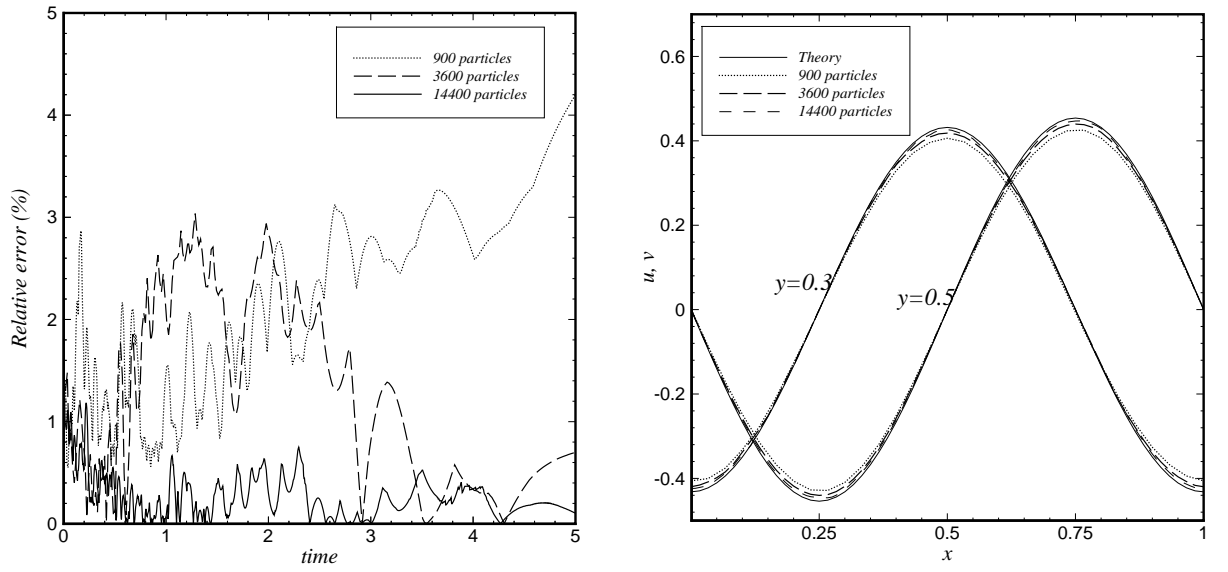 5
4
3
2
1
0
Relative error (%)
900 particles
3600 particles
14400 particles
0
1
2
3
4
5
time
0.6
0.4
0.2
0
-0.2
-0.4
u, v
Theory
900 particles
3600 particles
14400 particles
y=0.3
y=0.5
0.25
0.5
0.75
1
x